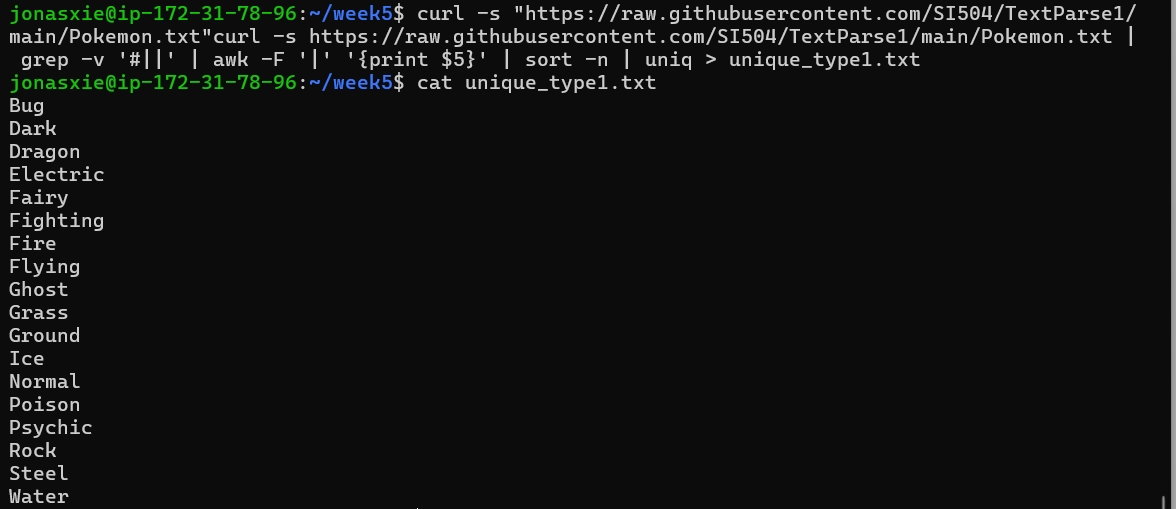 jonasxie@ip-172-31-78-96:~/week5$ curl -s "https://raw.githubusercontent.com/SI504/TextParse1/
main/Pokemon.txt"curl -s https://raw.githubusercontent.com/SI504/TextParse1/main/Pokemon.txt |
 grep -v '#||' | awk -F '|' '{print $5}' | sort -n | uniq > unique_type1.txt
jonasxie@ip-172-31-78-96:~/week5$ cat unique_type1.txt
Bug
Dark
Dragon
Electric
Fairy
Fighting
Fire
Flying
Ghost
Grass
Ground
Ice
Normal
Poison
Psychic
Rock
Steel
Water